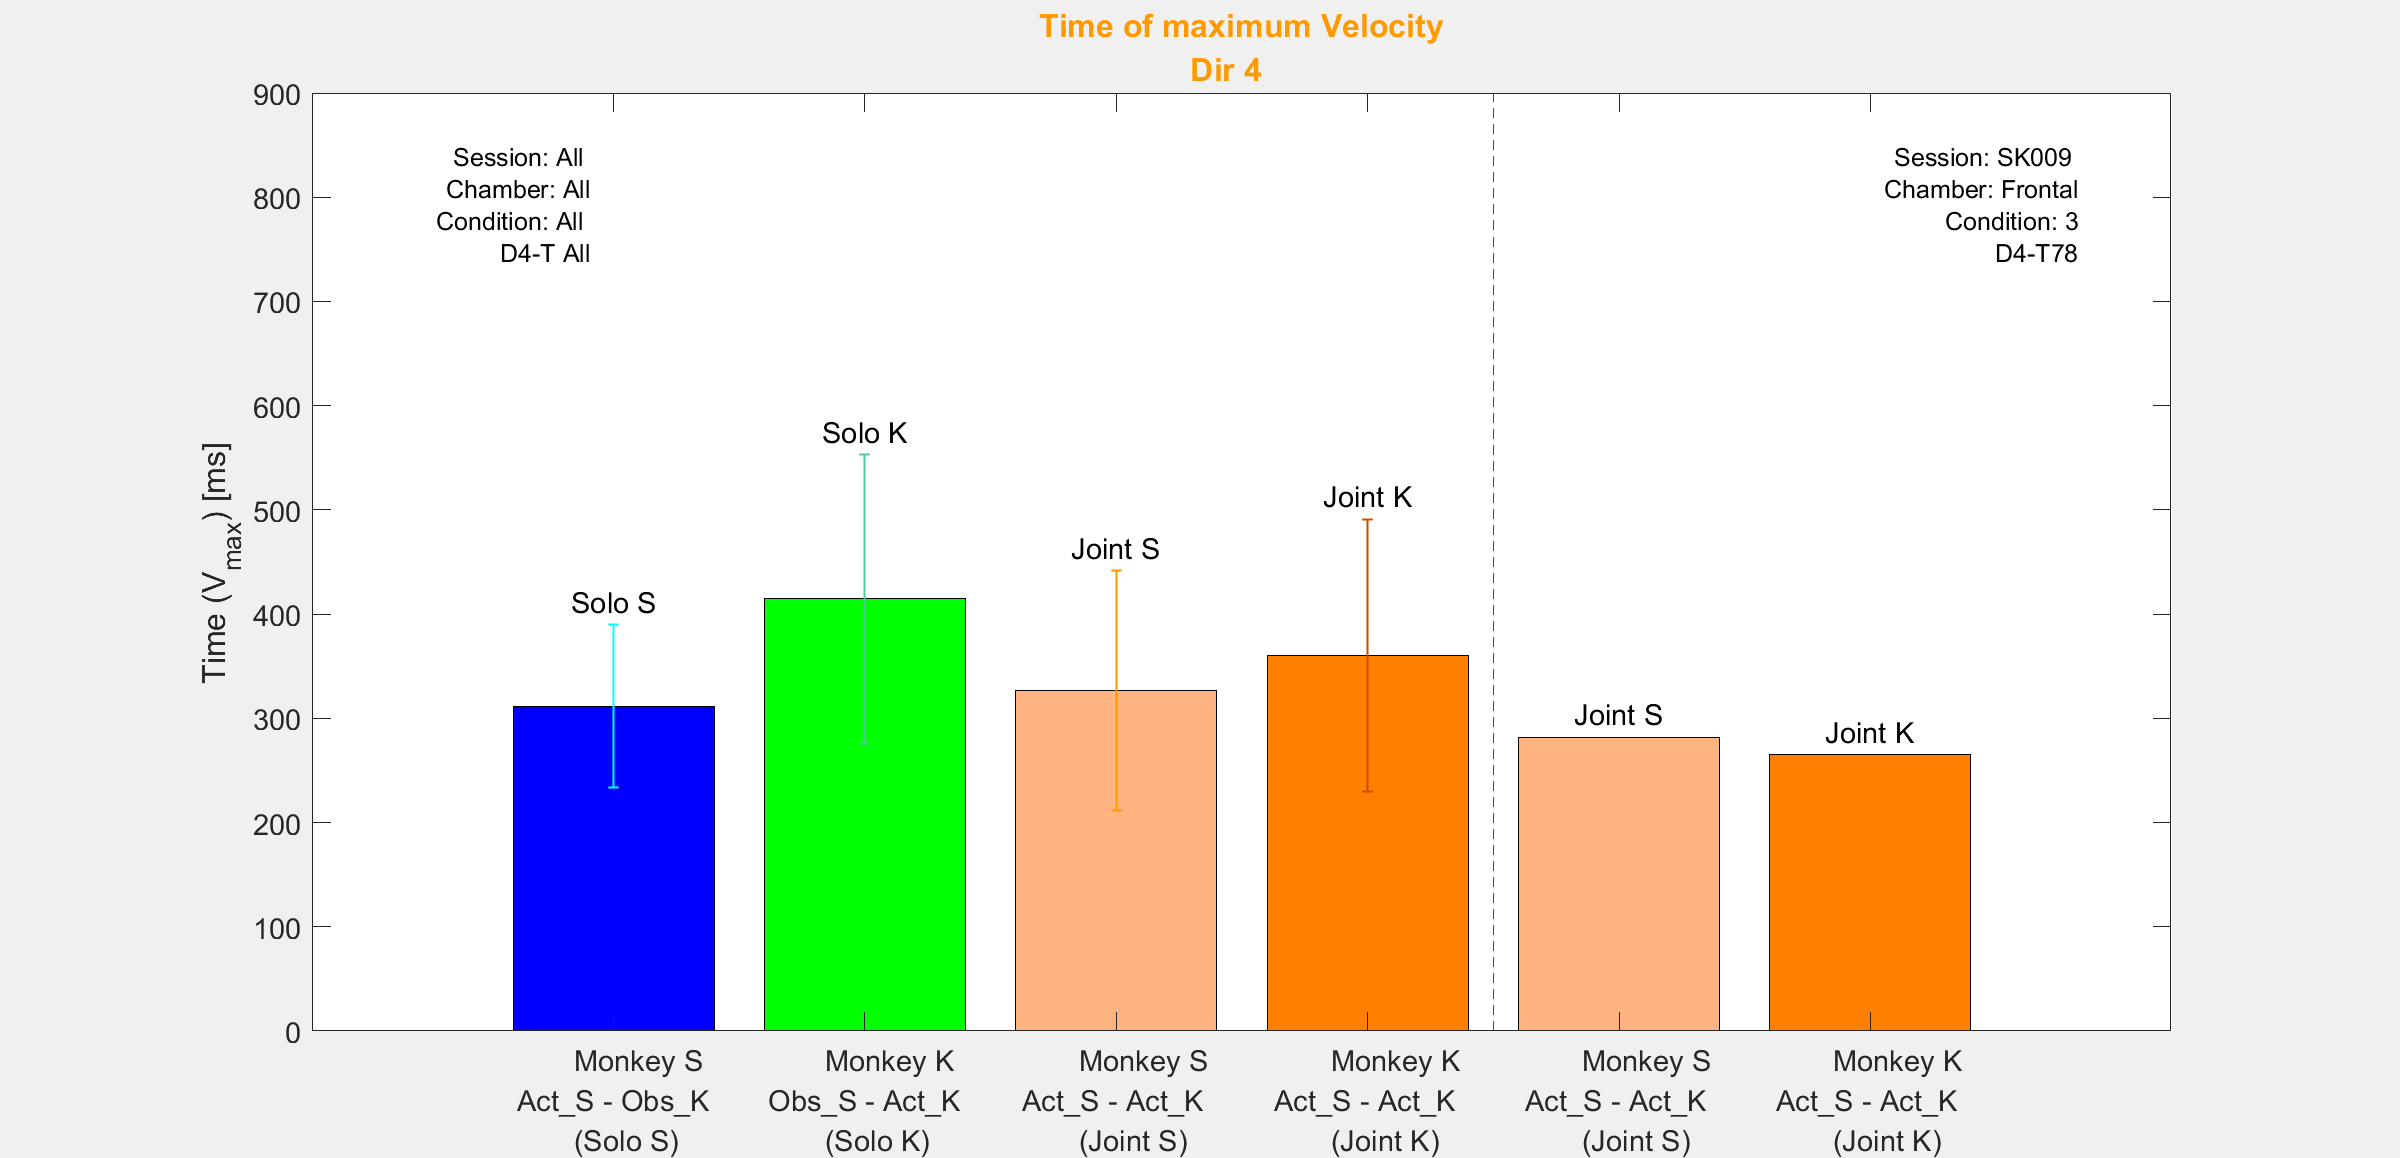 Time of maximum Velocity
Dir 4
900
800
700
600
500
400
300
200
100
0
Time (Vmax) [ms]
Session: All
Chamber: All
Condition: All
D4-T All
Session: SK009
Chamber: Frontal
Condition: 3
D4-T78
Solo S
Solo K
Joint S
Joint K
Joint S
Joint K
Monkey S
Act_S - Obs_K
(Solo S)
Monkey K
Obs_S - Act_K
(Solo K)
Monkey S
Act_S - Act_K
(Joint S)
Monkey K
Act_S - Act_K
(Joint K)
Monkey S
Act_S - Act_K
(Joint S)
Monkey K
Act_S - Act_K
(Joint K)